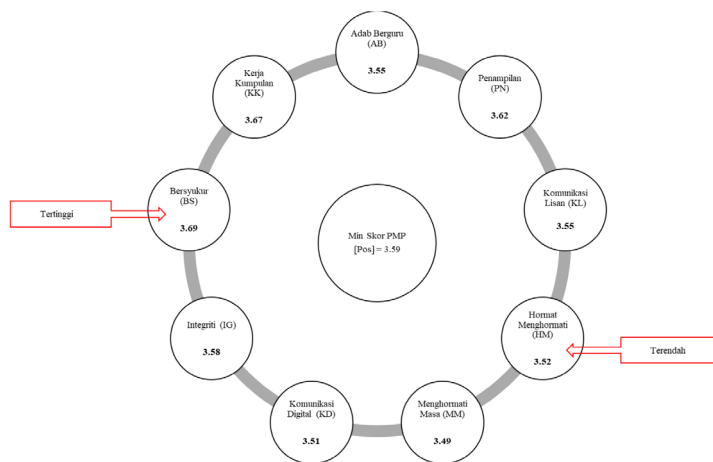 Adab Berguru
(AB)
3.55
Penampilan
(PN)
3.62
Komunikasi
Lisan (KL)
3.55
Hormat
Menghormati
(HM)
3.52
Terendah
Menghormati
Masa (MM)
3.49
Komunikasi
Digital (KD)
3.51
Integriti (IG)
3.58
Bersyukur
(BS)
3.69
Tertinggi
Kerja
Kumpulan
(KK)
3.67
Min Skor PMP
[Pos] = 3.59